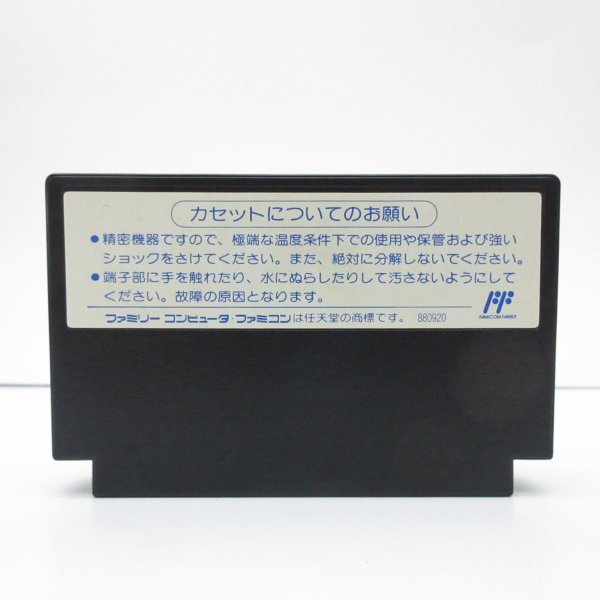 カセットについてのお願い
●精密機器ですので、極端な温度条件下での使用や保管および強い
ショックをさけてください。また、絶対に分解しないでください。
●端子部に手を触れたり、水にぬらしたりして汚さないようにして
ください。故障の原因となります。
FAMICOM FAMILY
ファミリー コンピュータ・ファミコンは任天堂の商標です。 860920